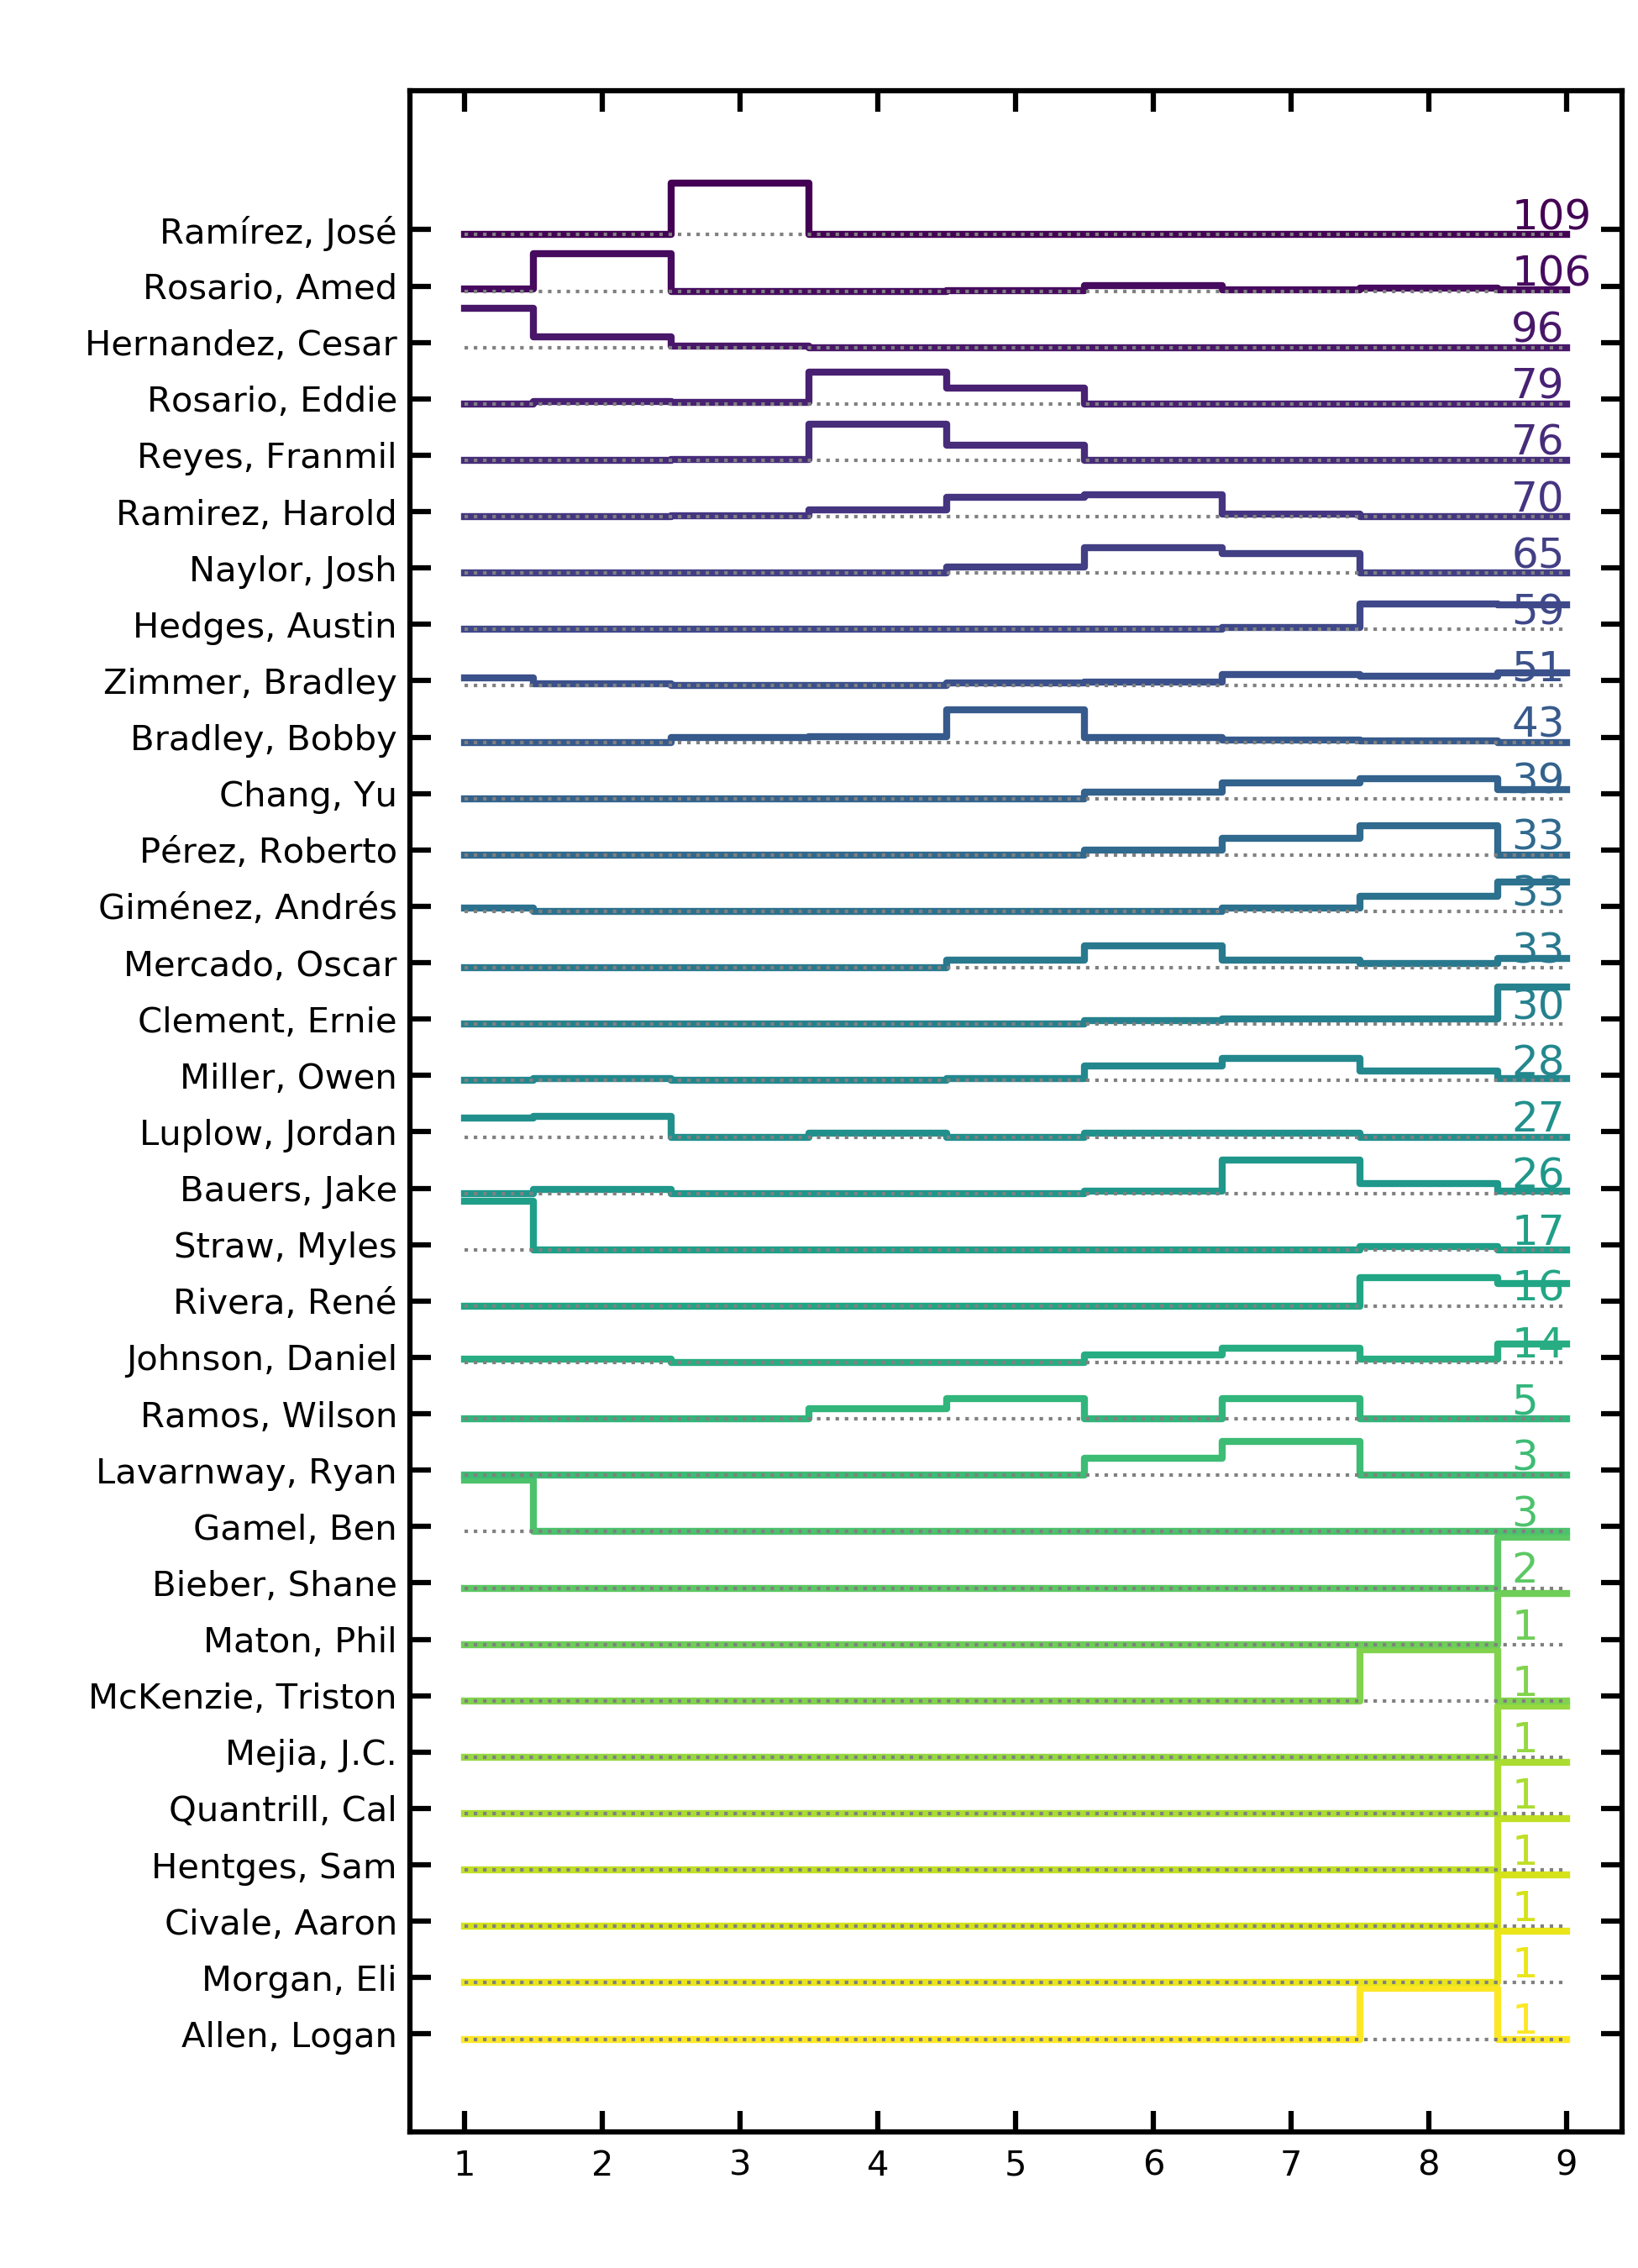 Ramírez, José 109
Rosario, Amed 106
Hernandez, Cesar 96
Rosario, Eddie 79
Reyes, Franmil 76
Ramirez, Harold 70
Naylor, Josh 65
Hedges, Austin 59
Zimmer, Bradley 51
Bradley, Bobby 43
Chang, Yu 39
Pérez, Roberto 33
Giménez, Andrés 33
Mercado, Oscar 33
Clement, Ernie 30
Miller, Owen 28
Luplow, Jordan 27
Bauers, Jake 26
Straw, Myles 17
Rivera, René 16
Johnson, Daniel 14
Ramos, Wilson 5
Lavarnway, Ryan 3
Gamel, Ben 3
Bieber, Shane 2
Maton, Phil 1
McKenzie, Triston 1
Mejia, J.C. 1
Quantrill, Cal 1
Hentges, Sam 1
Civale, Aaron 1
Morgan, Eli 1
Allen, Logan 1
1 2 3 4 5 6 7 8 9